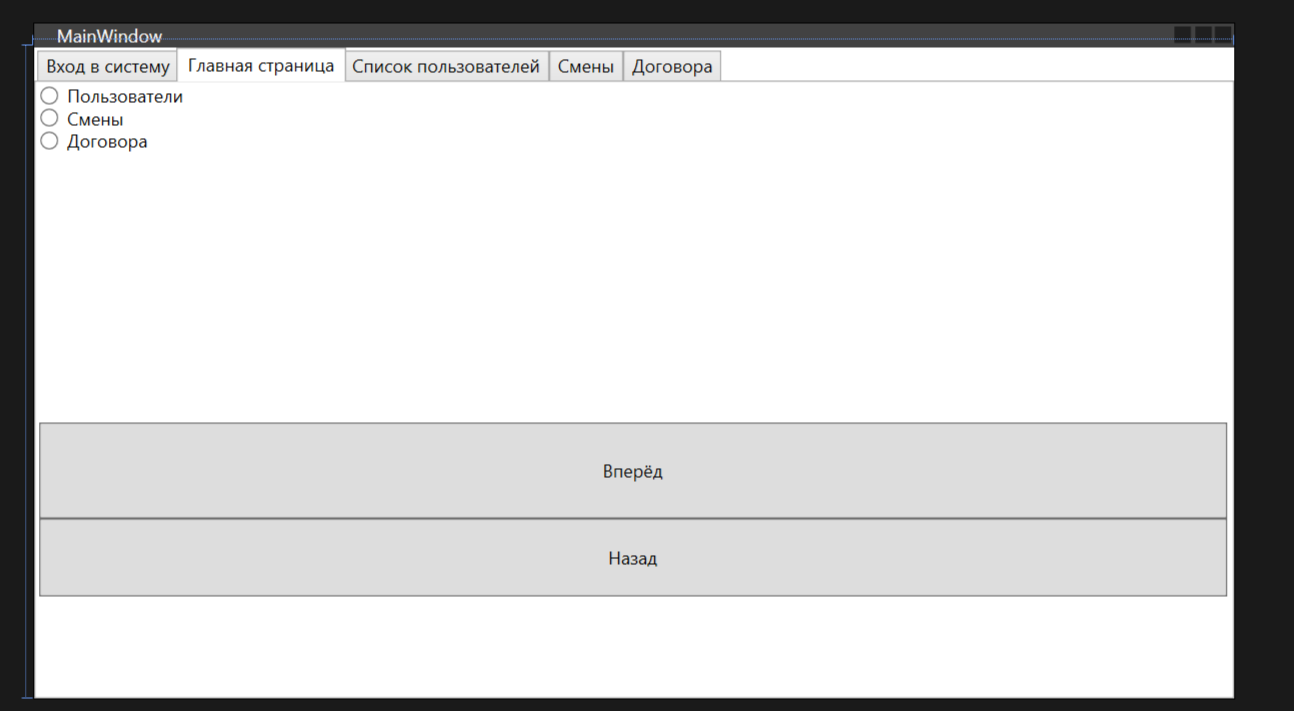 MainWindow
Вход в систему Главная страница Список пользователей Смены Договора
Пользователи
Смены
Договора
Вперёд
Назад